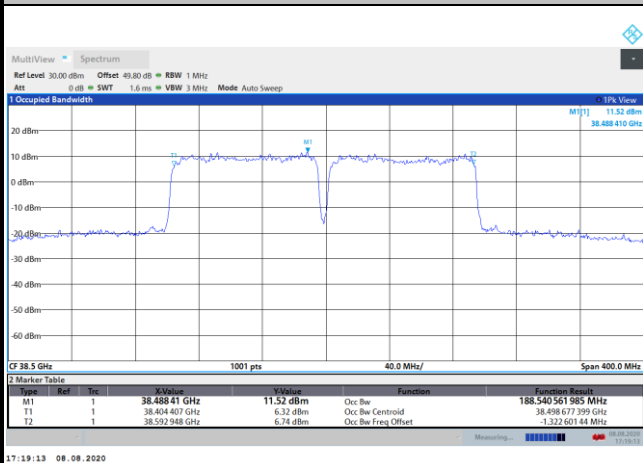 MultiView Spectrum
Ref Level 30.00 dBm Offset 49.80 dB RBW 1 MHz
Att 0 dB SWT 1.6 ms VBW 3 MHz Mode Auto Sweep
1 Occupied Bandwidth 1Pk View
M1[1] 11.52 dBm
38.488 410 GHz
20 dBm
M1
T1 T2
10 dBm
0 dBm
-10 dBm
-20 dBm
-30 dBm
-40 dBm
-50 dBm
-60 dBm
CF 38.5 GHz 1001 pts 40.0 MHz/ Span 400.0 MHz
2 Marker Table
Type Ref Trc X-Value Y-Value Function Function Result
M1 1 38.488 41 GHz 11.52 dBm Occ Bw 188.540 561 985 MHz
T1 1 38.404 407 GHz 6.32 dBm Occ Bw Centroid 38.498 677 399 GHz
T2 1 38.592 948 GHz 6.74 dBm Occ Bw Freq Offset -1.322 601 44 MHz
Measuring... 08.08.2020
17:19:13
17:19:13 08.08.2020